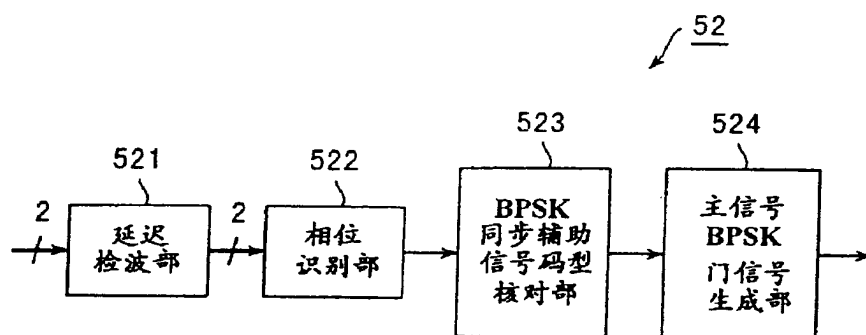 52
521
522
523
524
2
延迟
检波部
2
相位
识别部
BPSK
同步辅助
信号码型
核对部
主信号
BPSK
门信号
生成部